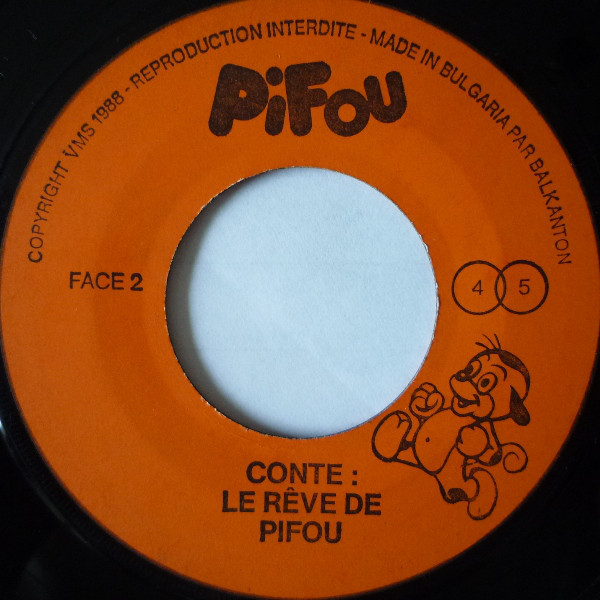 COPYRIGHT VMS 1988 - REPRODUCTION INTERDITE - MADE IN BULGARIA PAR BALKANTON
PiFOU
FACE 2
4 5
CONTE :
LE RÊVE DE
PIFOU